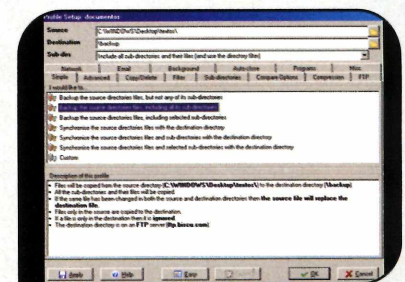 Profile Setup: documentor
Source C:\WINDOWS\Desktop\textos\
Destination \backup
Sub-dirs Include all sub-directories and their files (and use the directory filter)
Network Email Background Auto-close Programs Misc
Simple Advanced Copy/Delete Filter Sub-directories Compare Options Compression FTP
I would like to...
Backup the source directories files, but not any of its sub-directories
Backup the source directories files, including all its sub-directories
Backup the source directories files, including selected sub-directories
Synchronize the source directories files with the destination directory
Synchronize the source directories files and sub-directories with the destination directory
Synchronize the source directories files and selected sub-directories with the destination directory
Custom
Description of this profile
Files will be copied from the source directory (C:\WINDOWS\Desktop\textos\) to the destination directory (\backup)
All the sub-directories and their files will be copied.
If the same file has been changed in both the source and destination directory then the source file will replace the
destination file.
Files only in the source are copied to the destination.
If a file is only in the destination then it is ignored.
The destination directory is on an FTP server
Apply Help Easy OK Cancel